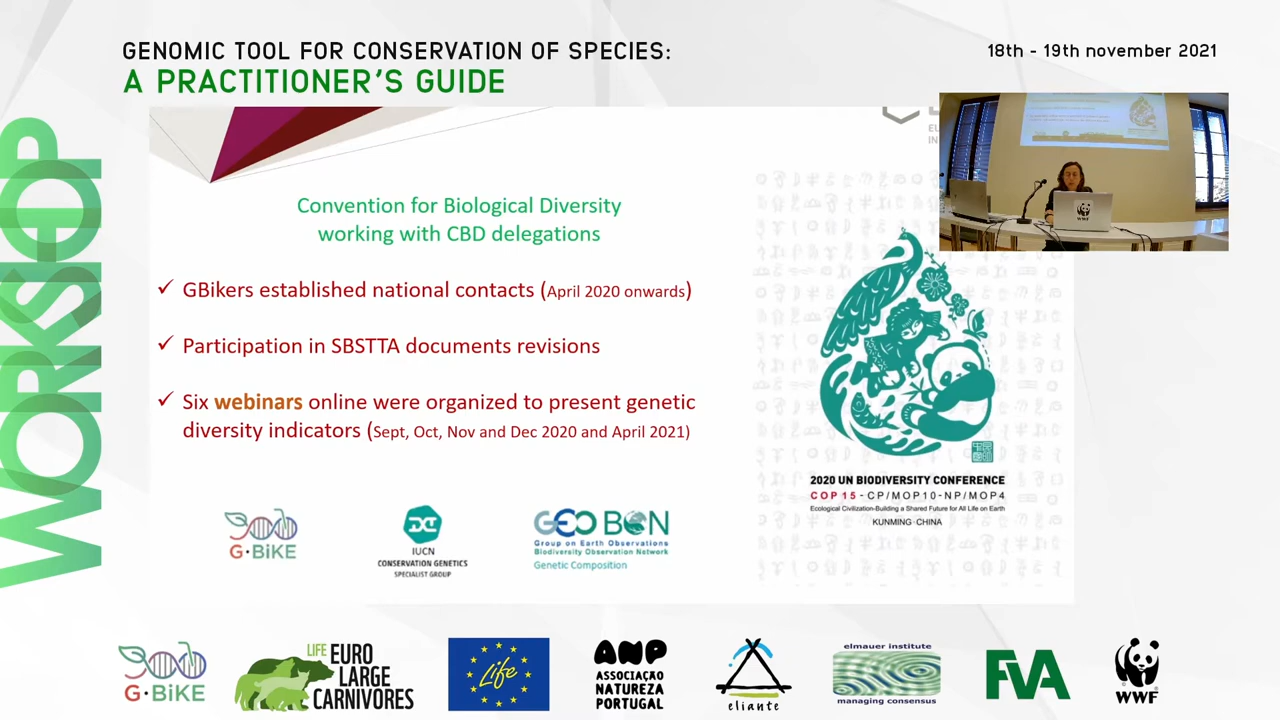 GENOMIC TOOL FOR CONSERVATION OF SPECIES:
A PRACTITIONER'S GUIDE
18th - 19th november 2021
WORKSHOP
Convention for Biological Diversity
working with CBD delegations
✓ GBikers established national contacts (April 2020 onwards)
✓ Participation in SBSTTA documents revisions
✓ Six webinars online were organized to present genetic
diversity indicators (Sept, Oct, Nov and Dec 2020 and April 2021)
WWF
2020 UN BIODIVERSITY CONFERENCE
COP 15 - CP/MOP10-NP/MOP4
Ecological Civilization-Building a Shared Future for All Life on Earth
KUNMING · CHINA
G·BiKE
IUCN
CONSERVATION GENETICS
SPECIALIST GROUP
GEO BON
Group on Earth Observations
Biodiversity Observation Network
Genetic Composition
G·BiKE
LIFE EURO
LARGE
CARNIVORES
Life
ANP
ASSOCIAÇÃO
NATUREZA
PORTUGAL
eliante
elmauer institute
managing consensus
FVA
WWF